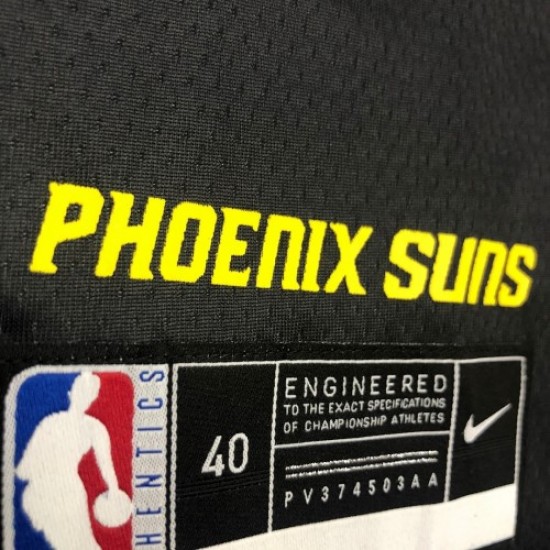 PHOENIX SUNS
ENGINEERED
TO THE EXACT SPECIFICATIONS
OF CHAMPIONSHIP ATHLETES
40
PV374503AA
HENTICS